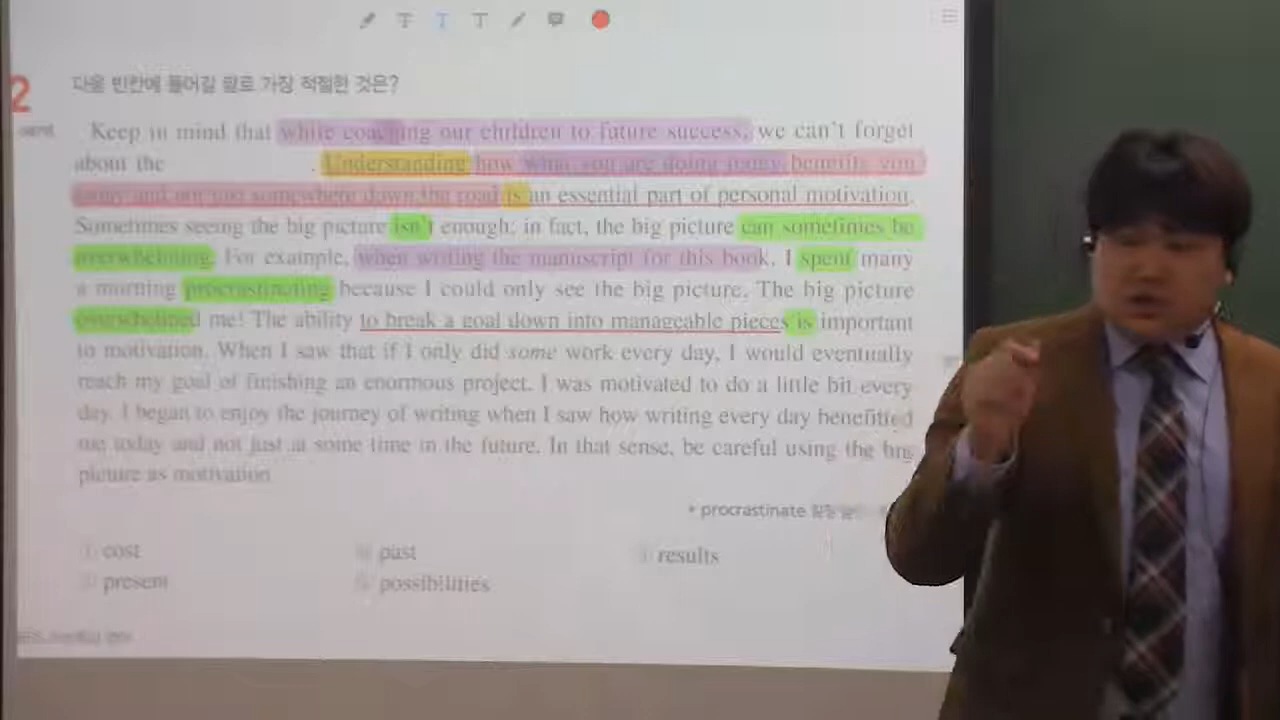 2
다음 빈칸에 들어갈 말로 가장 적절한 것은?
Keep in mind that while coaching our children to future success, we can't forget
about the .
Understanding how what you are doing today benefits you
today and not just somewhere down the road is an essential part of personal motivation.
Sometimes seeing the big picture isn't enough; in fact, the big picture can sometimes be
overwhelming. For example, when writing the manuscript for this book, I spent many
a morning procrastinating because I could only see the big picture. The big picture
overwhelmed me! The ability to break a goal down into manageable pieces is important
to motivation. When I saw that if I only did some work every day, I would eventually
reach my goal of finishing an enormous project. I was motivated to do a little bit every
day. I began to enjoy the journey of writing when I saw how writing every day benefitted
me today and not just at some time in the future. In that sense, be careful using the big
picture as motivation.
* procrastinate
① cost
④ past
③ results
② present
⑤ possibilities